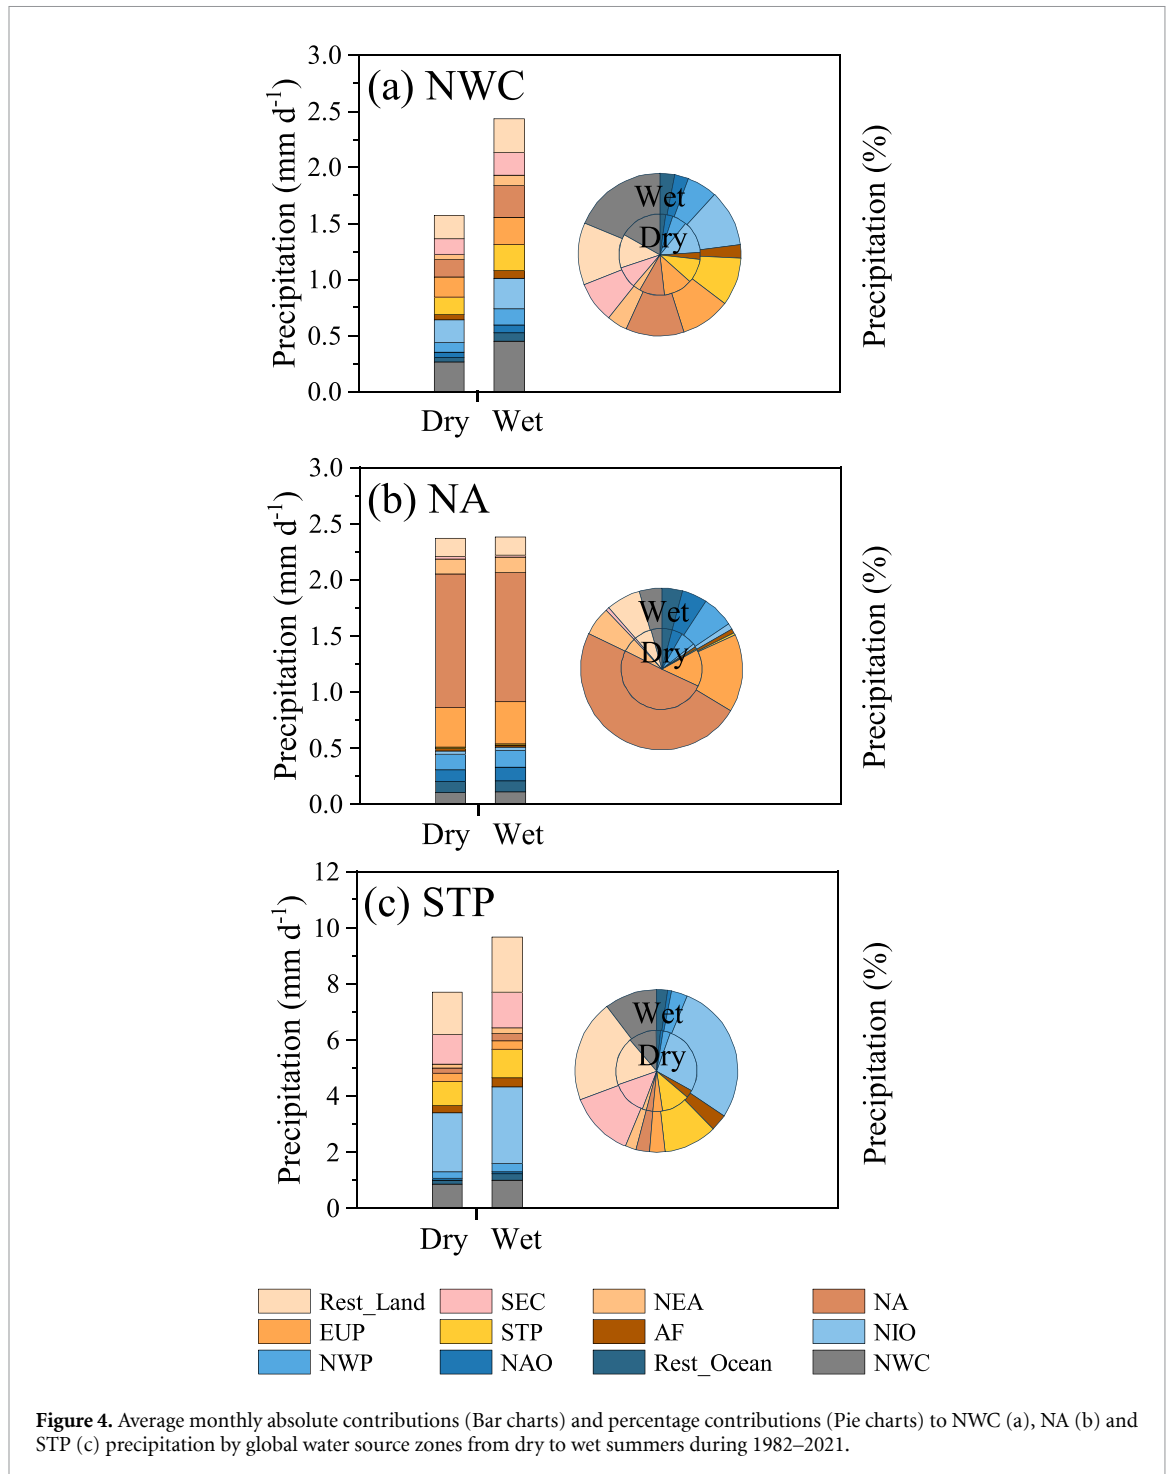 (a) NWC
Precipitation (mm d⁻¹)
3.0
2.5
2.0
1.5
1.0
0.5
0.0
Dry Wet
Wet
Dry
Precipitation (%)
(b) NA
Precipitation (mm d⁻¹)
3.0
2.5
2.0
1.5
1.0
0.5
0.0
Dry Wet
Wet
Dry
Precipitation (%)
(c) STP
Precipitation (mm d⁻¹)
12
10
8
6
4
2
0
Dry Wet
Wet
Dry
Precipitation (%)
Rest_Land SEC NEA NA
EUP STP AF NIO
NWP NAO Rest_Ocean NWC
Figure 4. Average monthly absolute contributions (Bar charts) and percentage contributions (Pie charts) to NWC (a), NA (b) and
STP (c) precipitation by global water source zones from dry to wet summers during 1982–2021.